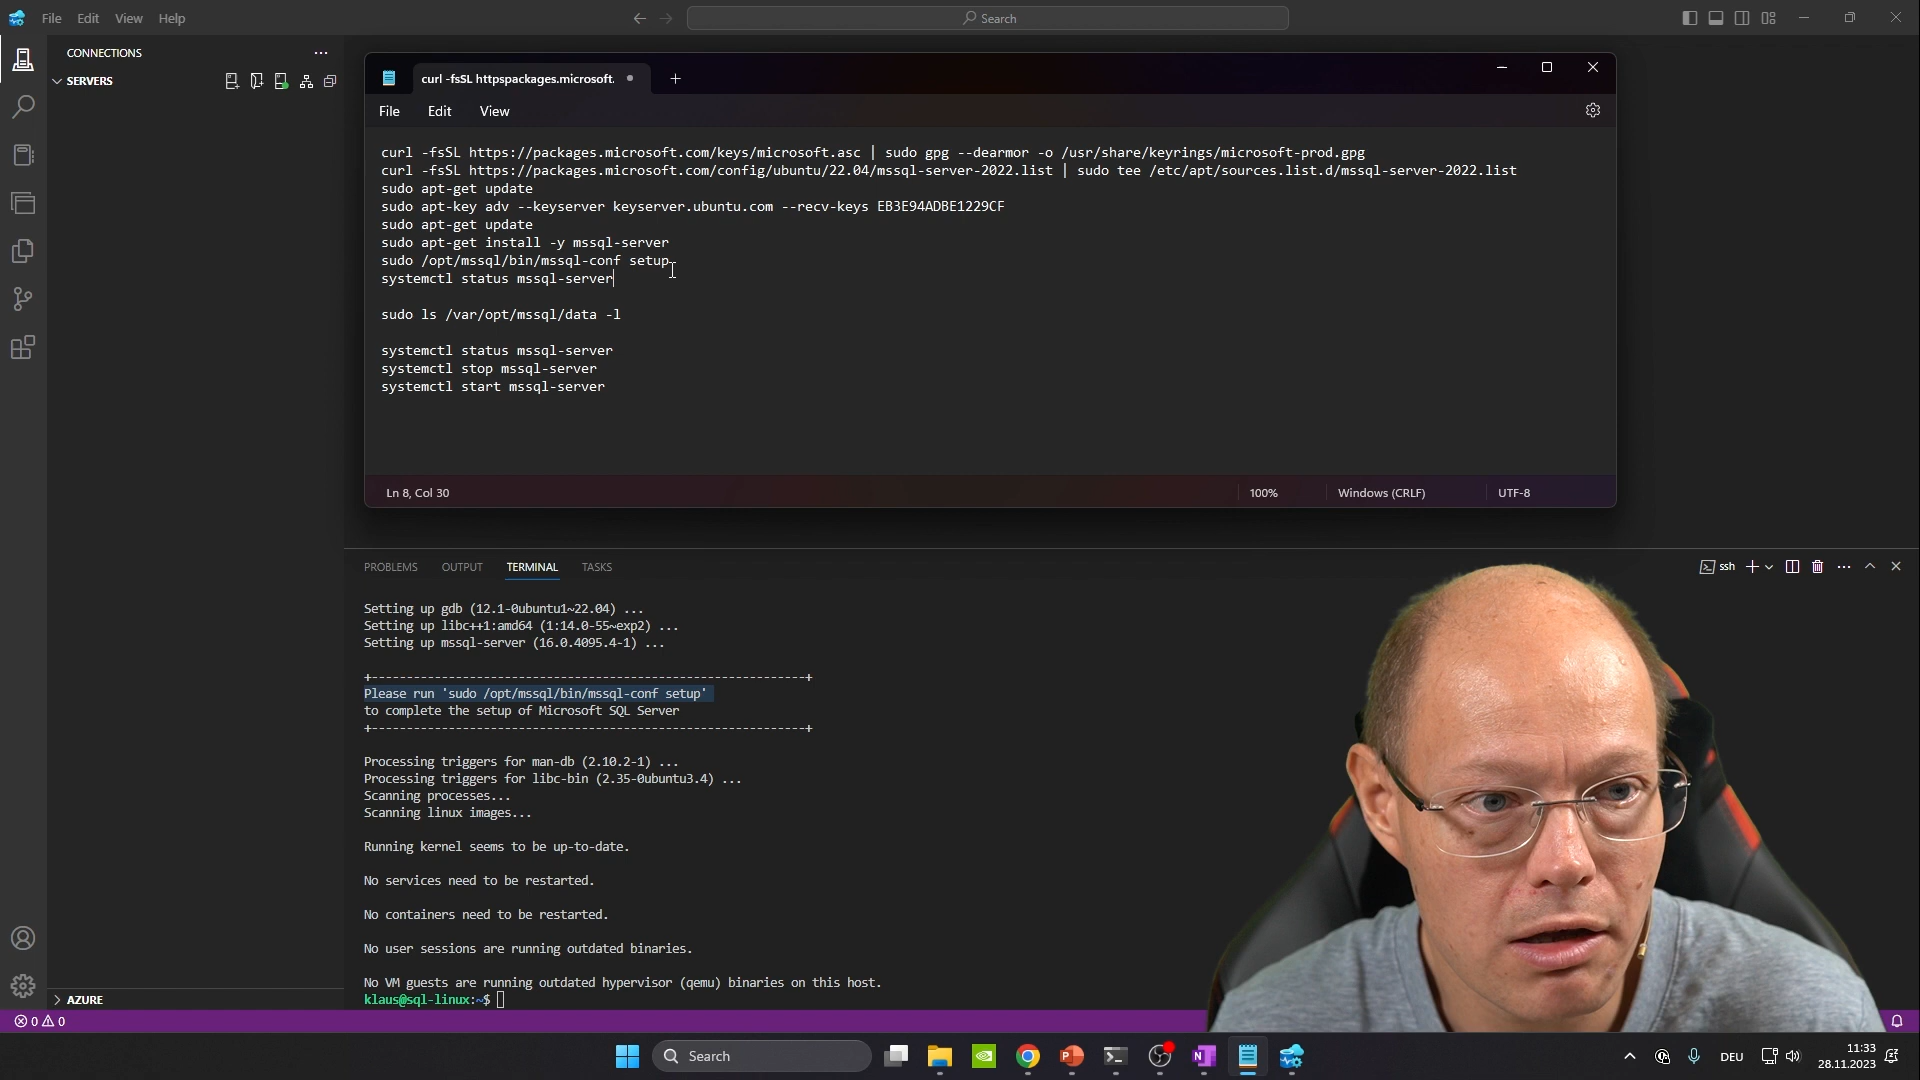 File Edit View Help
Search
CONNECTIONS
SERVERS
curl -fsSL httpspackages.microsoft.
File Edit View
curl -fsSL https://packages.microsoft.com/keys/microsoft.asc | sudo gpg --dearmor -o /usr/share/keyrings/microsoft-prod.gpg
curl -fsSL https://packages.microsoft.com/config/ubuntu/22.04/mssql-server-2022.list | sudo tee /etc/apt/sources.list.d/mssql-server-2022.list
sudo apt-get update
sudo apt-key adv --keyserver keyserver.ubuntu.com --recv-keys EB3E94ADBE1229CF
sudo apt-get update
sudo apt-get install -y mssql-server
sudo /opt/mssql/bin/mssql-conf setup
systemctl status mssql-server
sudo ls /var/opt/mssql/data -l
systemctl status mssql-server
systemctl stop mssql-server
systemctl start mssql-server
Ln 8, Col 30 100% Windows (CRLF) UTF-8
PROBLEMS OUTPUT TERMINAL TASKS ssh
Setting up gdb (12.1-0ubuntu1~22.04) ...
Setting up libc++1:amd64 (1:14.0-55~exp2) ...
Setting up mssql-server (16.0.4095.4-1) ...
+--------------------------------------------------------------+
Please run 'sudo /opt/mssql/bin/mssql-conf setup'
to complete the setup of Microsoft SQL Server
+--------------------------------------------------------------+
Processing triggers for man-db (2.10.2-1) ...
Processing triggers for libc-bin (2.35-0ubuntu3.4) ...
Scanning processes...
Scanning linux images...
Running kernel seems to be up-to-date.
No services need to be restarted.
No containers need to be restarted.
No user sessions are running outdated binaries.
No VM guests are running outdated hypervisor (qemu) binaries on this host.
klaus@sql-linux:~$
AZURE
0 0
Search
DEU
11:33
28.11.2023